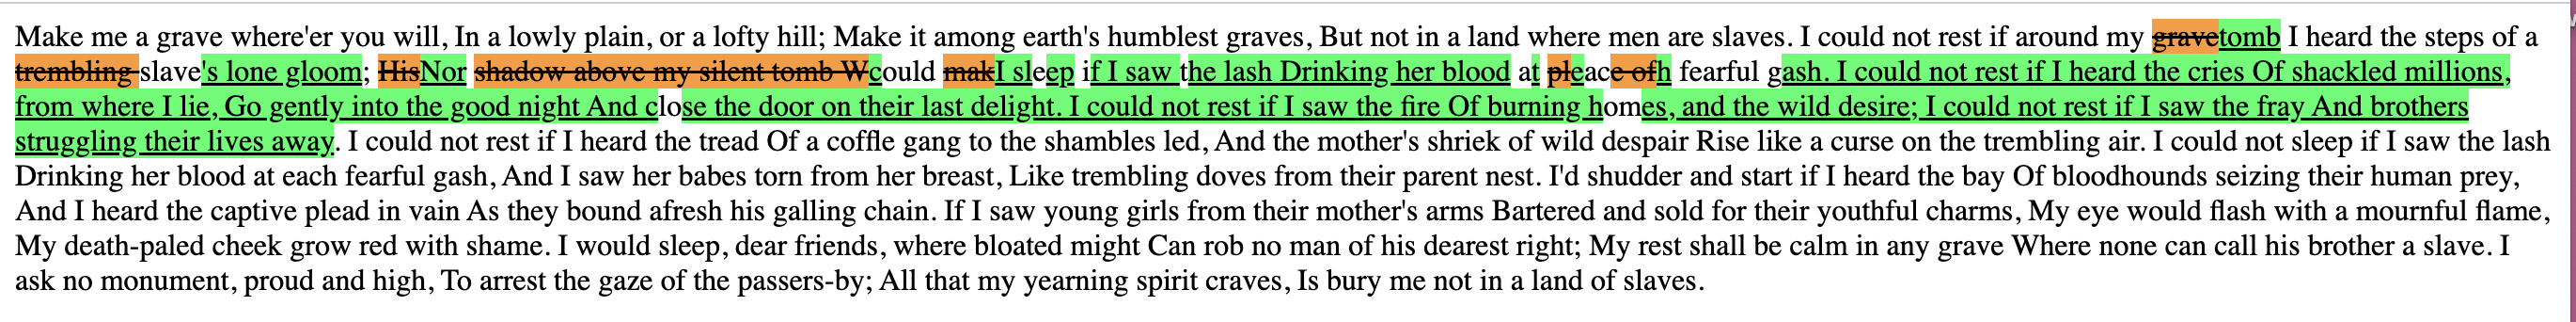 Make me a grave where'er you will, In a lowly plain, or a lofty hill; Make it among earth's humblest graves, But not in a land where men are slaves. I could not rest if around my gravetomb I heard the steps of a
trembling slave's lone gloom; HisNor shadow above my silent tomb Wcould makI sleep if I saw the lash Drinking her blood at pleace ofh fearful gash. I could not rest if I heard the cries Of shackled millions,
from where I lie, Go gently into the good night And close the door on their last delight. I could not rest if I saw the fire Of burning homes, and the wild desire; I could not rest if I saw the fray And brothers
struggling their lives away. I could not rest if I heard the tread Of a coffle gang to the shambles led, And the mother's shriek of wild despair Rise like a curse on the trembling air. I could not sleep if I saw the lash
Drinking her blood at each fearful gash, And I saw her babes torn from her breast, Like trembling doves from their parent nest. I'd shudder and start if I heard the bay Of bloodhounds seizing their human prey,
And I heard the captive plead in vain As they bound afresh his galling chain. If I saw young girls from their mother's arms Bartered and sold for their youthful charms, My eye would flash with a mournful flame,
My death-paled cheek grow red with shame. I would sleep, dear friends, where bloated might Can rob no man of his dearest right; My rest shall be calm in any grave Where none can call his brother a slave. I
ask no monument, proud and high, To arrest the gaze of the passers-by; All that my yearning spirit craves, Is bury me not in a land of slaves.